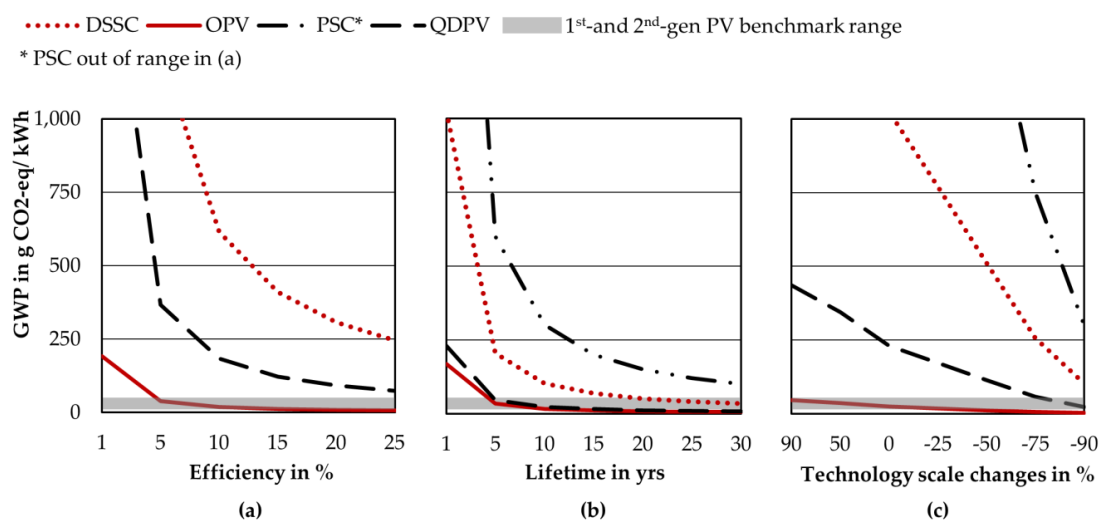 DSSC OPV PSC* QDPV 1st-and 2nd-gen PV benchmark range
* PSC out of range in (a)
GWP in g CO2-eq/ kWh
1,000
750
500
250
0
1 5 10 15 20 25
Efficiency in %
(a)
1 5 10 15 20 25 30
Lifetime in yrs
(b)
90 50 0 -25 -50 -75 -90
Technology scale changes in %
(c)